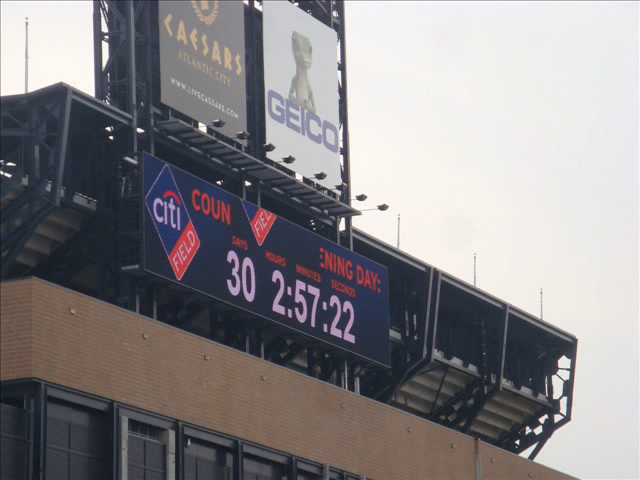 CAESARS
ATLANTIC CITY
WWW.LIVECAESARS.COM
GEICO
citi
FIELD
COUN
FIEL
ENING DAY:
DAYS HOURS MINUTES SECONDS
30 2:57:22